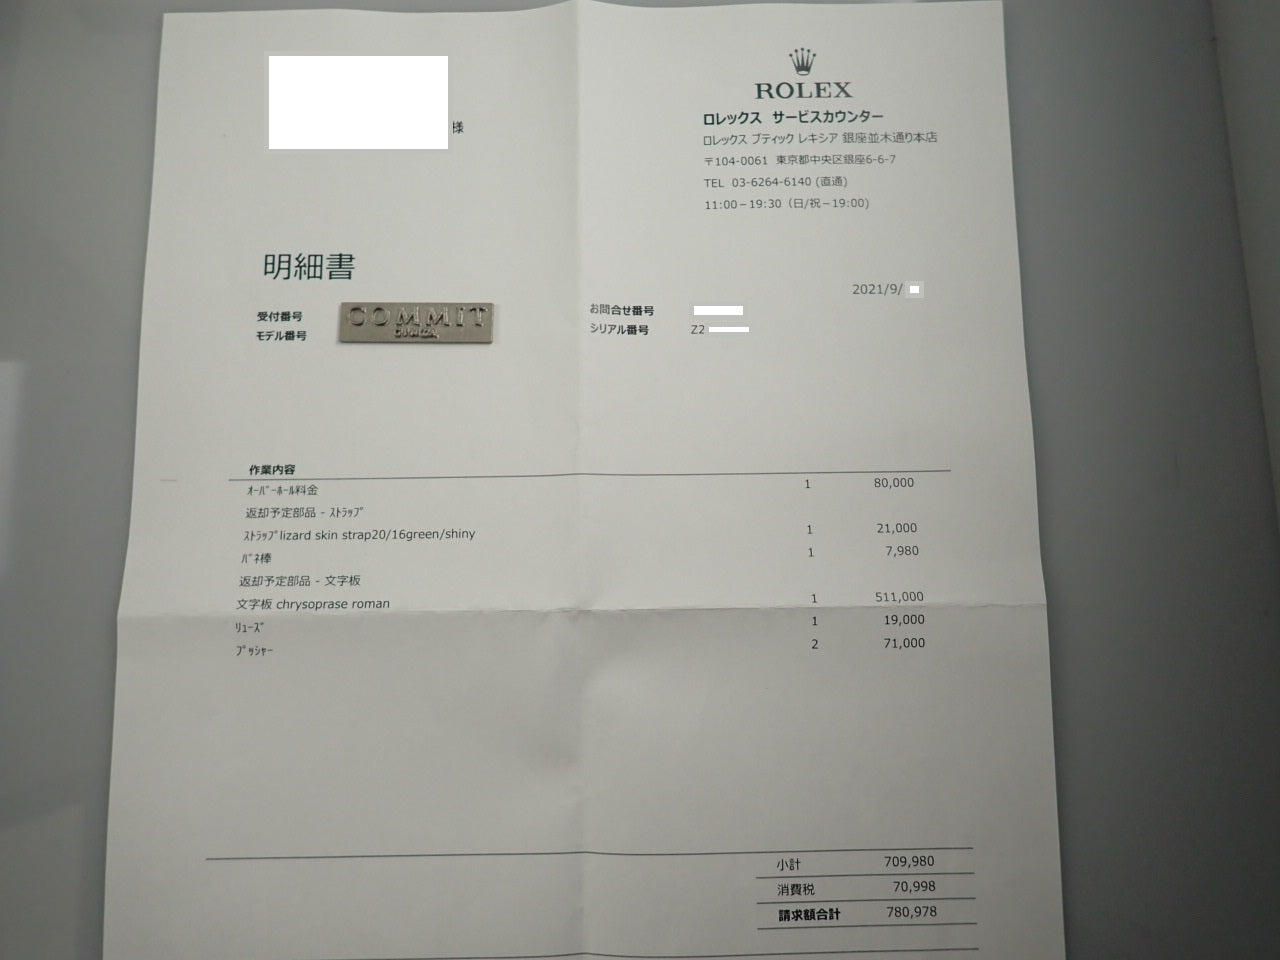 様
ROLEX
ロレックス サービスカウンター
ロレックス ブティック レキシア 銀座並木通り本店
〒104-0061 東京都中央区銀座6-6-7
TEL 03-6264-6140 (直通)
11:00－19:30（日/祝－19:00)
明細書
2021/9/
受付番号
モデル番号
COMMIT
GINZA
お問合せ番号
シリアル番号 Z2
作業内容
ｵｰﾊﾞｰﾎｰﾙ料金 1 80,000
返却予定部品 - ｽﾄﾗｯﾌﾟ
ｽﾄﾗｯﾌﾟlizard skin strap20/16green/shiny 1 21,000
ﾊﾞﾈ棒 1 7,980
返却予定部品 - 文字板
文字板 chrysoprase roman 1 511,000
ﾘｭｰｽﾞ 1 19,000
ﾌﾟｯｼｬｰ 2 71,000
小計 709,980
消費税 70,998
請求額合計 780,978